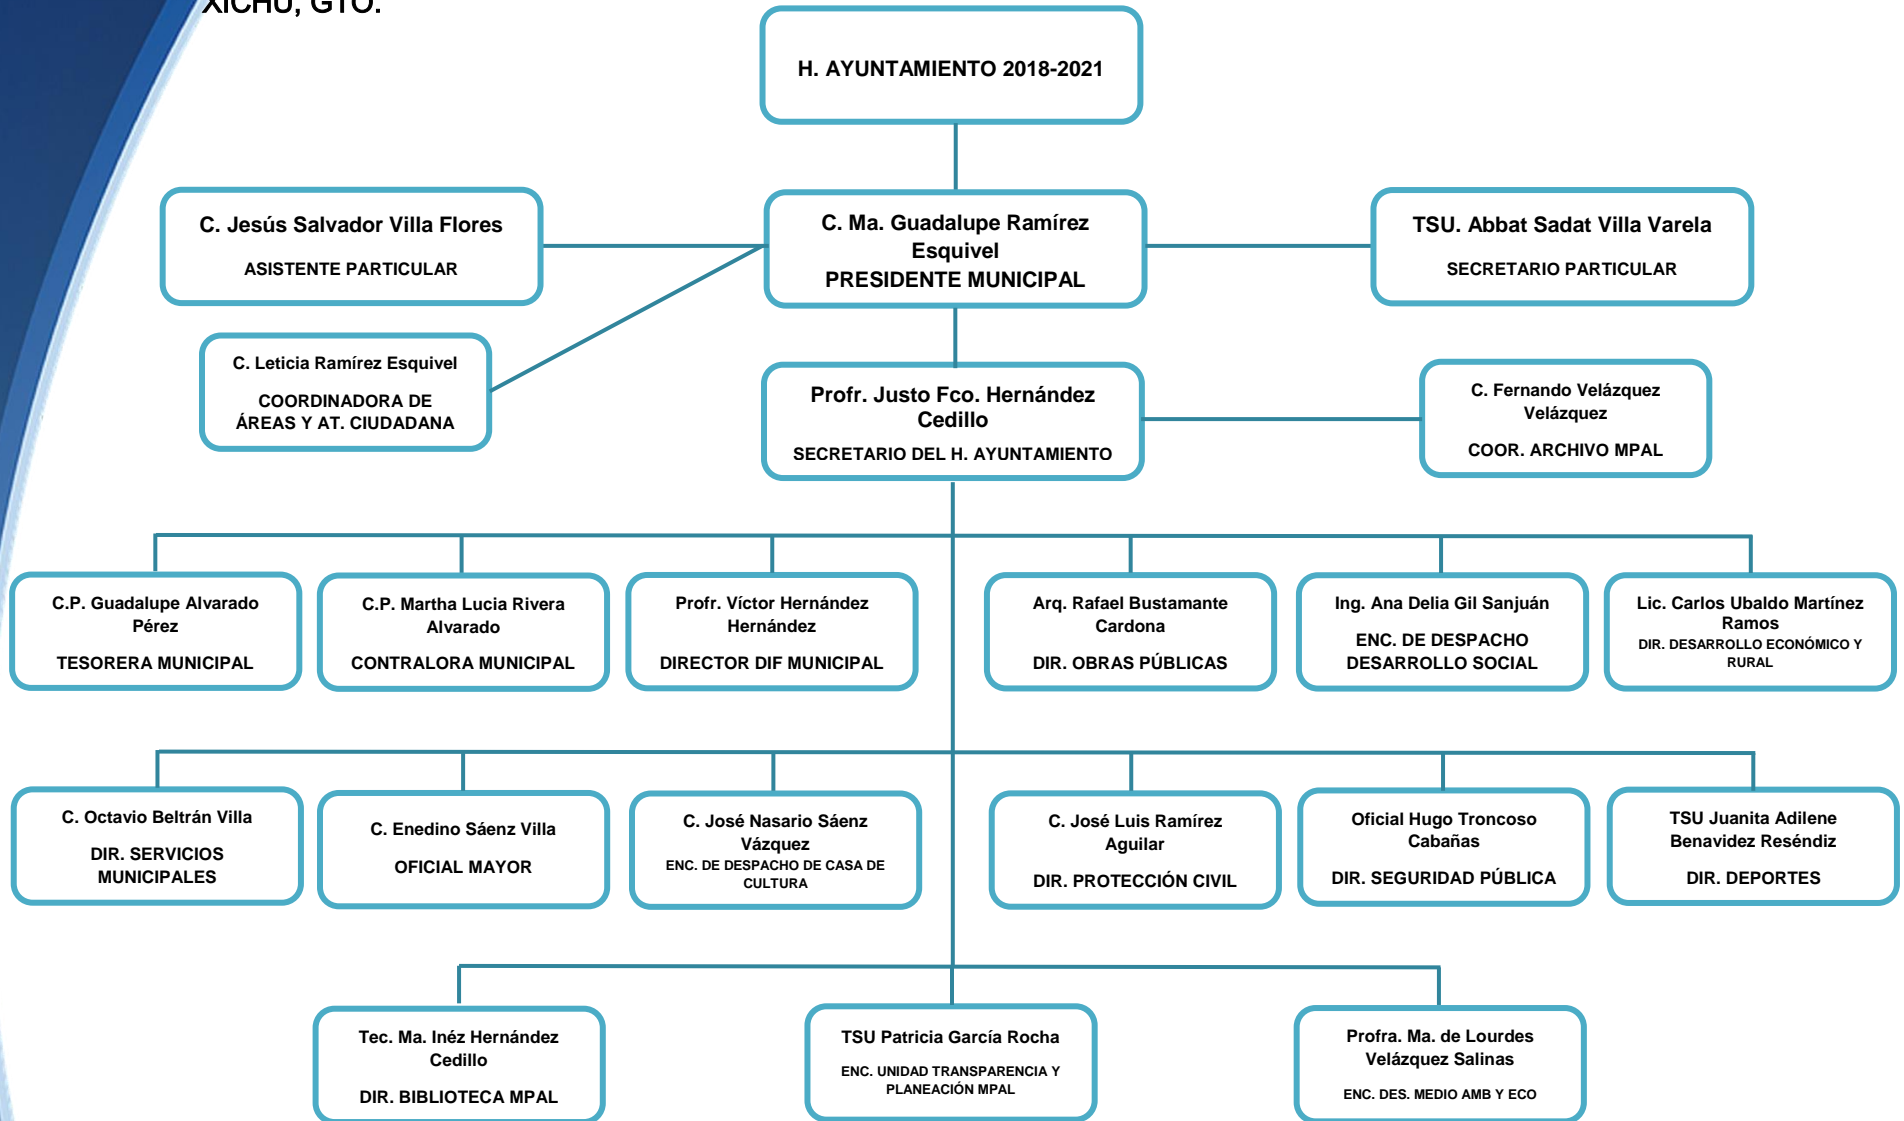 XICHÚ, GTO.
H. AYUNTAMIENTO 2018-2021
C. Jesús Salvador Villa Flores
ASISTENTE PARTICULAR
C. Ma. Guadalupe Ramírez
Esquivel
PRESIDENTE MUNICIPAL
TSU. Abbat Sadat Villa Varela
SECRETARIO PARTICULAR
C. Leticia Ramírez Esquivel
COORDINADORA DE
ÁREAS Y AT. CIUDADANA
Profr. Justo Fco. Hernández
Cedillo
SECRETARIO DEL H. AYUNTAMIENTO
C. Fernando Velázquez
Velázquez
COOR. ARCHIVO MPAL
C.P. Guadalupe Alvarado
Pérez
TESORERA MUNICIPAL
C.P. Martha Lucia Rivera
Alvarado
CONTRALORA MUNICIPAL
Profr. Víctor Hernández
Hernández
DIRECTOR DIF MUNICIPAL
Arq. Rafael Bustamante
Cardona
DIR. OBRAS PÚBLICAS
Ing. Ana Delia Gil Sanjuán
ENC. DE DESPACHO
DESARROLLO SOCIAL
Lic. Carlos Ubaldo Martínez
Ramos
DIR. DESARROLLO ECONÓMICO Y
RURAL
C. Octavio Beltrán Villa
DIR. SERVICIOS
MUNICIPALES
C. Enedino Sáenz Villa
OFICIAL MAYOR
C. José Nasario Sáenz
Vázquez
ENC. DE DESPACHO DE CASA DE
CULTURA
C. José Luis Ramírez
Aguilar
DIR. PROTECCIÓN CIVIL
Oficial Hugo Troncoso
Cabañas
DIR. SEGURIDAD PÚBLICA
TSU Juanita Adilene
Benavidez Reséndiz
DIR. DEPORTES
Tec. Ma. Inéz Hernández
Cedillo
DIR. BIBLIOTECA MPAL
TSU Patricia García Rocha
ENC. UNIDAD TRANSPARENCIA Y
PLANEACIÓN MPAL
Profra. Ma. de Lourdes
Velázquez Salinas
ENC. DES. MEDIO AMB Y ECO